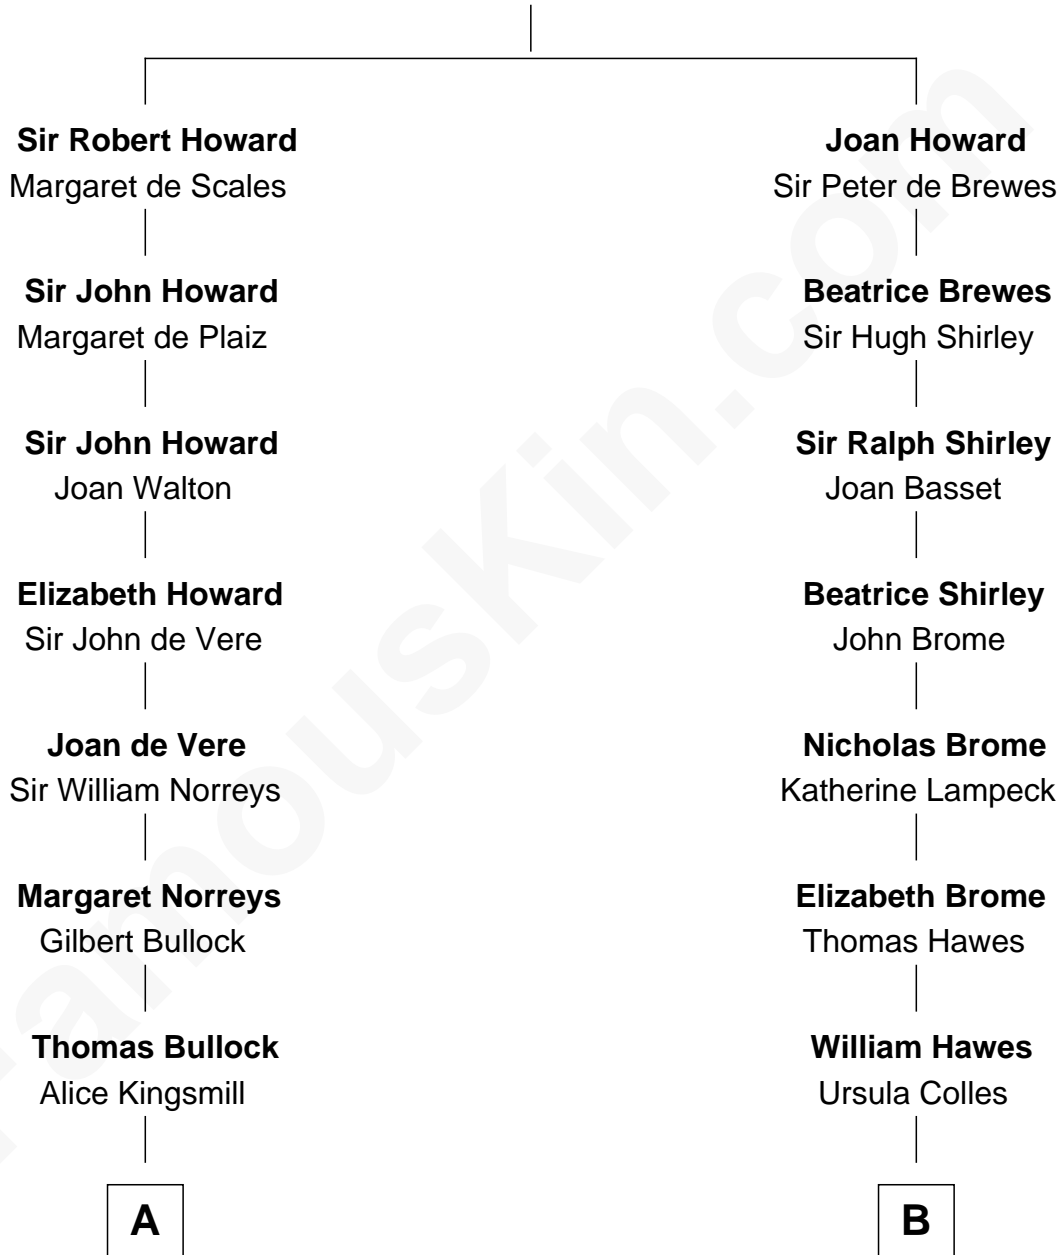 Sir Robert Howard
Margaret de Scales
Sir John Howard
Margaret de Plaiz
Sir John Howard
Joan Walton
Elizabeth Howard
Sir John de Vere
Joan de Vere
Sir William Norreys
Margaret Norreys
Gilbert Bullock
Thomas Bullock
Alice Kingsmill
A
Joan Howard
Sir Peter de Brewes
Beatrice Brewes
Sir Hugh Shirley
Sir Ralph Shirley
Joan Basset
Beatrice Shirley
John Brome
Nicholas Brome
Katherine Lampeck
Elizabeth Brome
Thomas Hawes
William Hawes
Ursula Colles
B
FamousKin.com